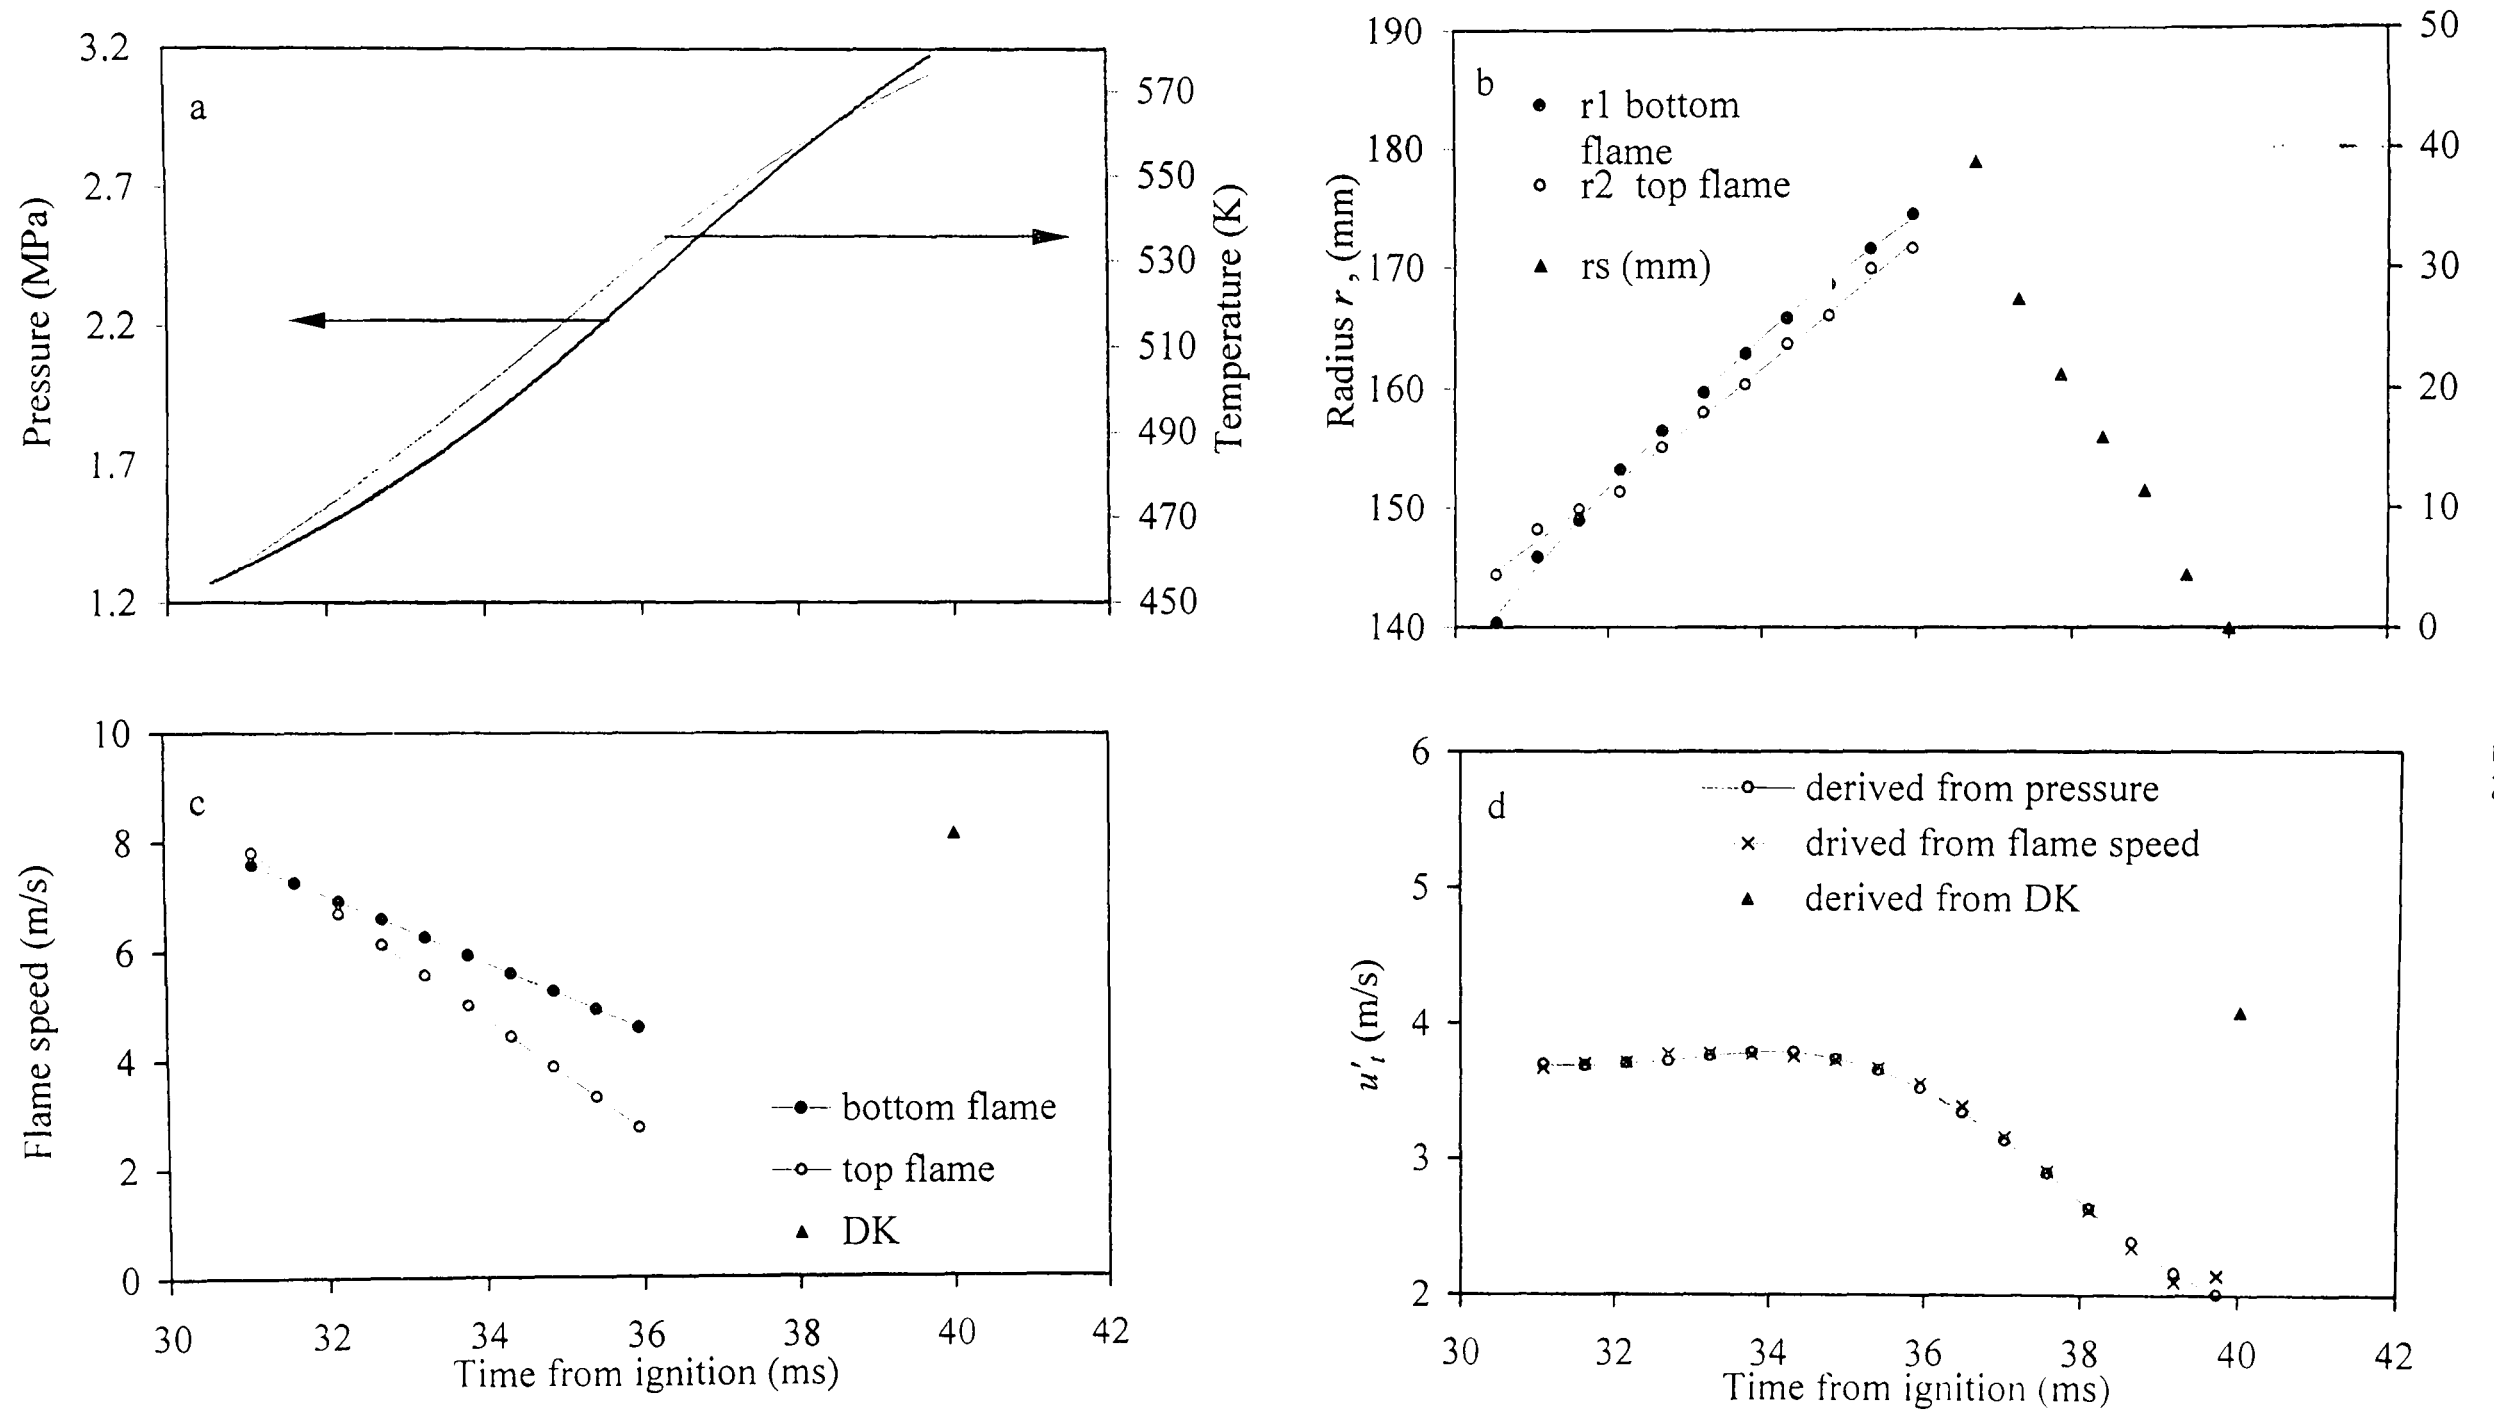 3.2
2.7
2.2
1.7
1.2
Pressure (MPa)
a
570
550
530
510
490
470
450
Temperature (K)
190
180
170
160
150
140
Radius r, (mm)
b
r1 bottom
flame
r2 top flame
rs (mm)
50
40
30
20
10
0
10
8
6
4
2
0
Flame speed (m/s)
c
bottom flame
top flame
DK
30 32 34 36 38 40 42
Time from ignition (ms)
6
5
4
3
2
u't (m/s)
d
derived from pressure
drived from flame speed
derived from DK
30 32 34 36 38 40 42
Time from ignition (ms)